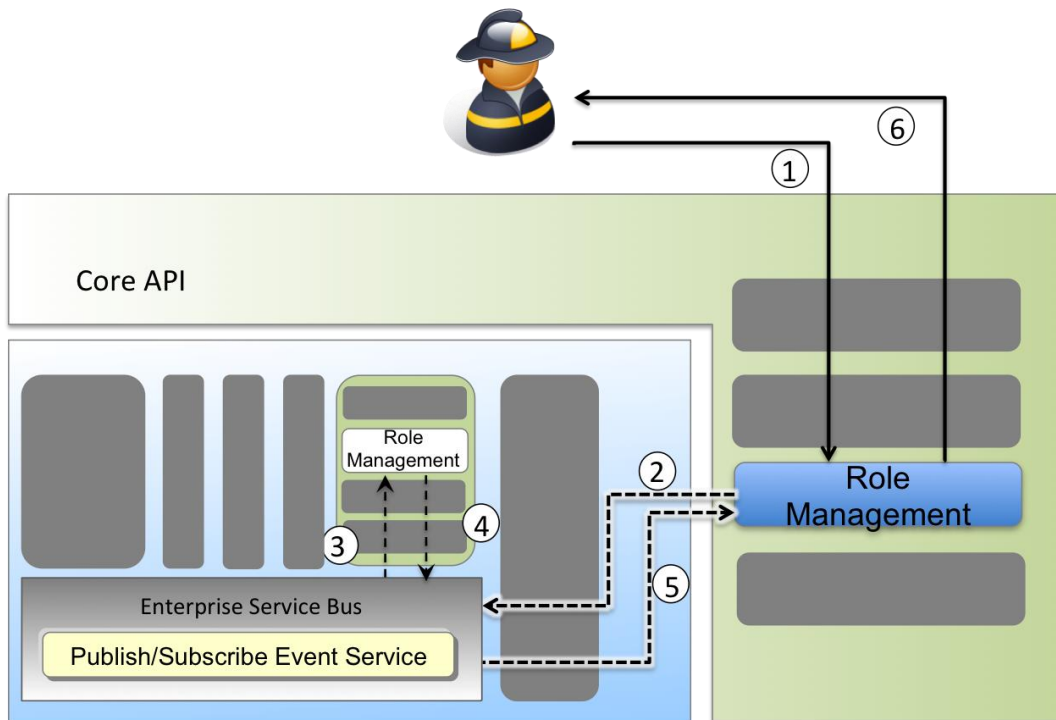 6
1
Core API
Role
Management
2
Role
Management
4
3
5
Enterprise Service Bus
Publish/Subscribe Event Service